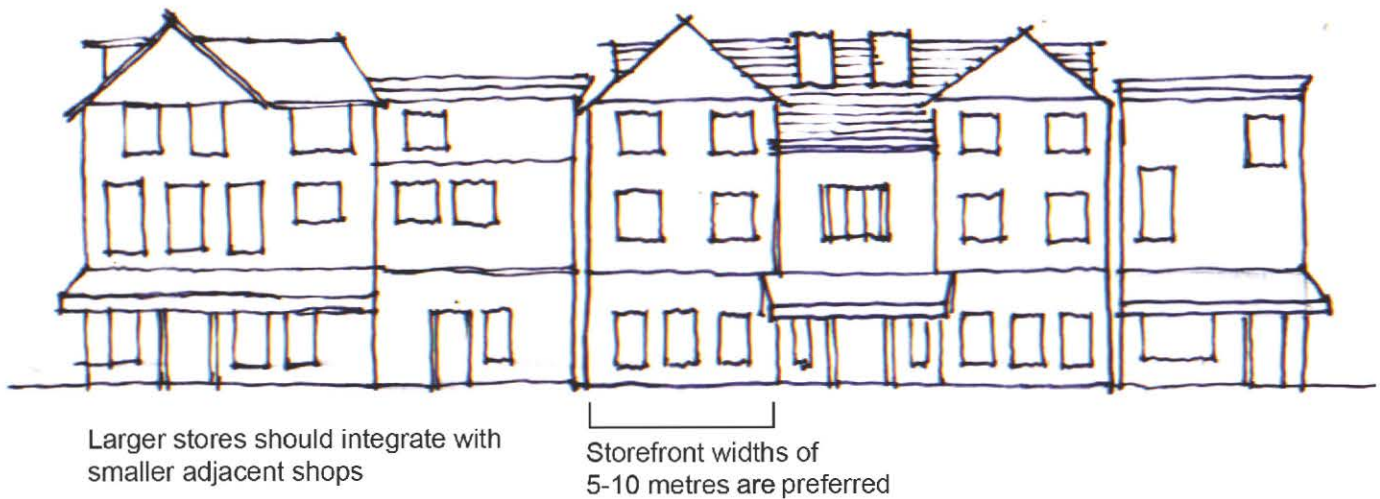 Larger stores should integrate with
smaller adjacent shops
Storefront widths of
5-10 metres are preferred